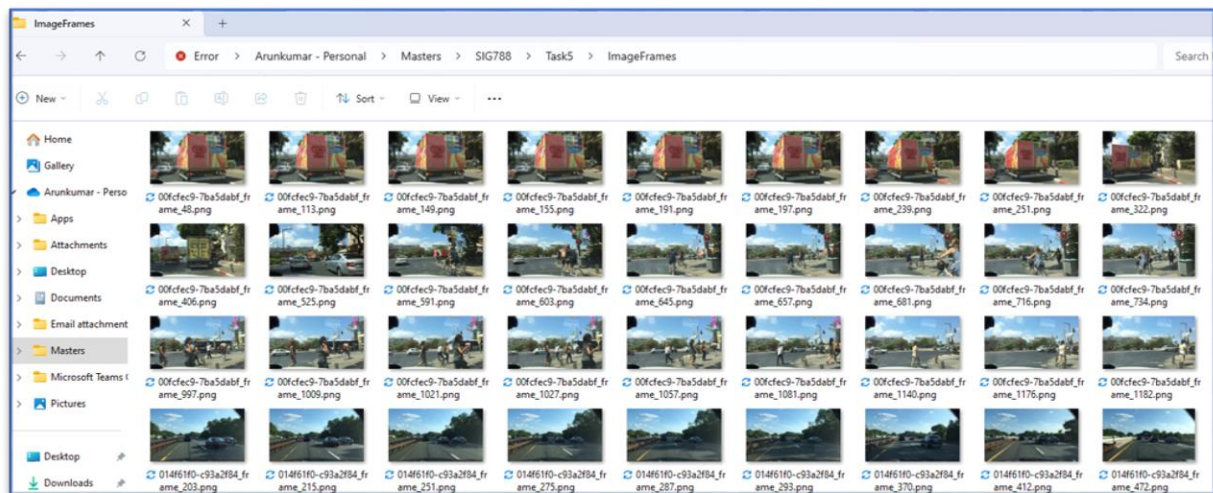 ImageFrames
Error > Arunkumar - Personal > Masters > SIG788 > Task5 > ImageFrames
Search
New
Sort
View
Home
Gallery
Arunkumar - Perso
Apps
Attachments
Desktop
Documents
Email attachment
Masters
Microsoft Teams
Pictures
Desktop
Downloads
00fcfec9-7ba5dabf_fr
ame_48.png
00fcfec9-7ba5dabf_fr
ame_113.png
00fcfec9-7ba5dabf_fr
ame_149.png
00fcfec9-7ba5dabf_fr
ame_155.png
00fcfec9-7ba5dabf_fr
ame_191.png
00fcfec9-7ba5dabf_fr
ame_197.png
00fcfec9-7ba5dabf_fr
ame_239.png
00fcfec9-7ba5dabf_fr
ame_251.png
00fcfec9-7ba5dabf_fr
ame_322.png
00fcfec9-7ba5dabf_fr
ame_406.png
00fcfec9-7ba5dabf_fr
ame_525.png
00fcfec9-7ba5dabf_fr
ame_591.png
00fcfec9-7ba5dabf_fr
ame_603.png
00fcfec9-7ba5dabf_fr
ame_645.png
00fcfec9-7ba5dabf_fr
ame_657.png
00fcfec9-7ba5dabf_fr
ame_681.png
00fcfec9-7ba5dabf_fr
ame_716.png
00fcfec9-7ba5dabf_fr
ame_734.png
00fcfec9-7ba5dabf_fr
ame_997.png
00fcfec9-7ba5dabf_fr
ame_1009.png
00fcfec9-7ba5dabf_fr
ame_1021.png
00fcfec9-7ba5dabf_fr
ame_1027.png
00fcfec9-7ba5dabf_fr
ame_1057.png
00fcfec9-7ba5dabf_fr
ame_1081.png
00fcfec9-7ba5dabf_fr
ame_1140.png
00fcfec9-7ba5dabf_fr
ame_1176.png
00fcfec9-7ba5dabf_fr
ame_1182.png
014f61f0-c93a2f84_fr
ame_203.png
014f61f0-c93a2f84_fr
ame_215.png
014f61f0-c93a2f84_fr
ame_251.png
014f61f0-c93a2f84_fr
ame_275.png
014f61f0-c93a2f84_fr
ame_287.png
014f61f0-c93a2f84_fr
ame_293.png
014f61f0-c93a2f84_fr
ame_370.png
014f61f0-c93a2f84_fr
ame_412.png
014f61f0-c93a2f84_fr
ame_472.png